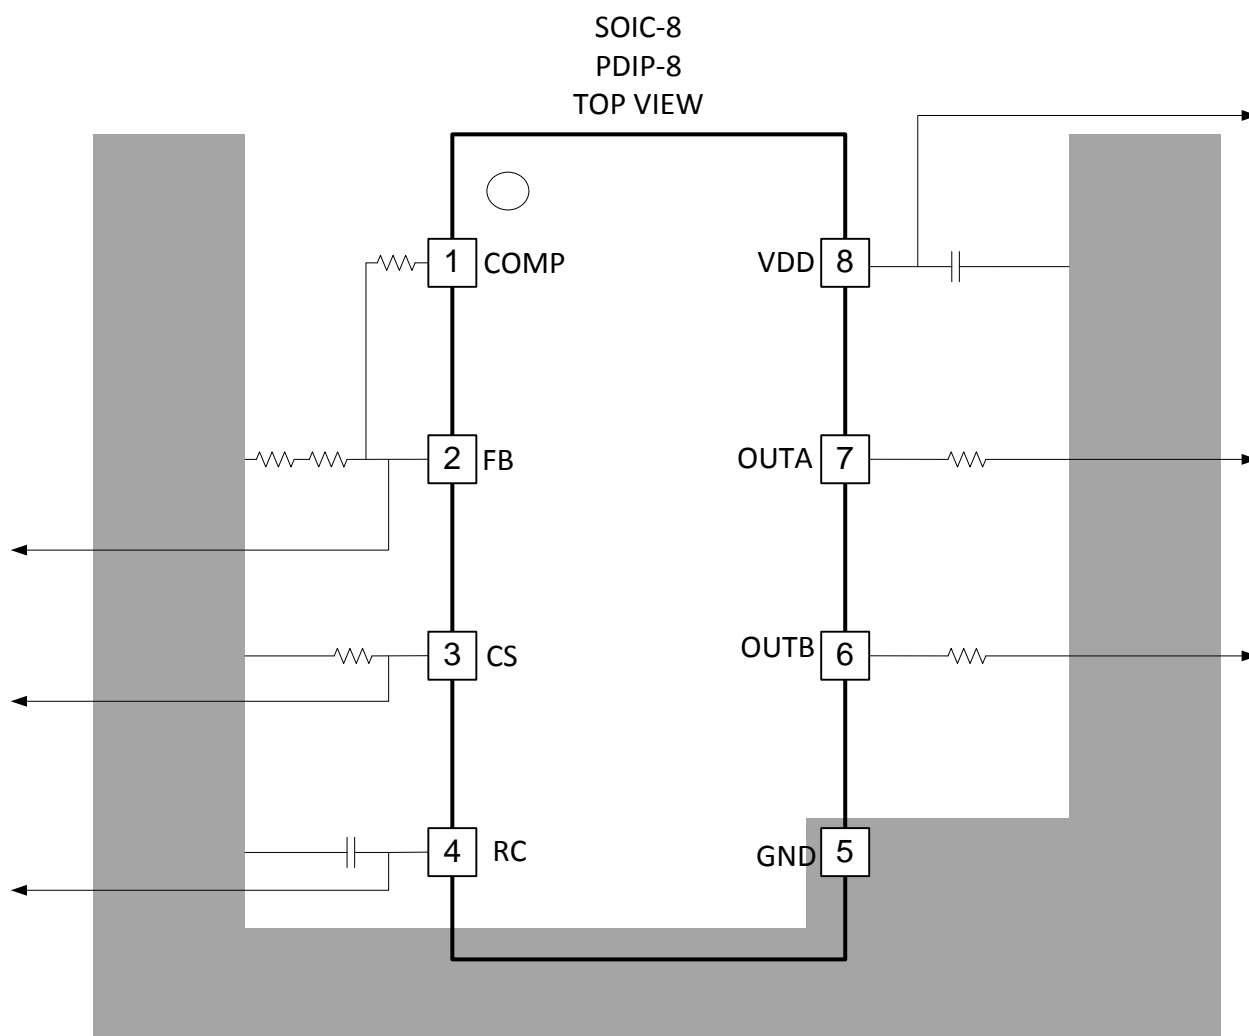 SOIC-8
PDIP-8
TOP VIEW
1 COMP
VDD 8
2 FB
OUTA 7
3 CS
OUTB 6
4 RC
GND 5